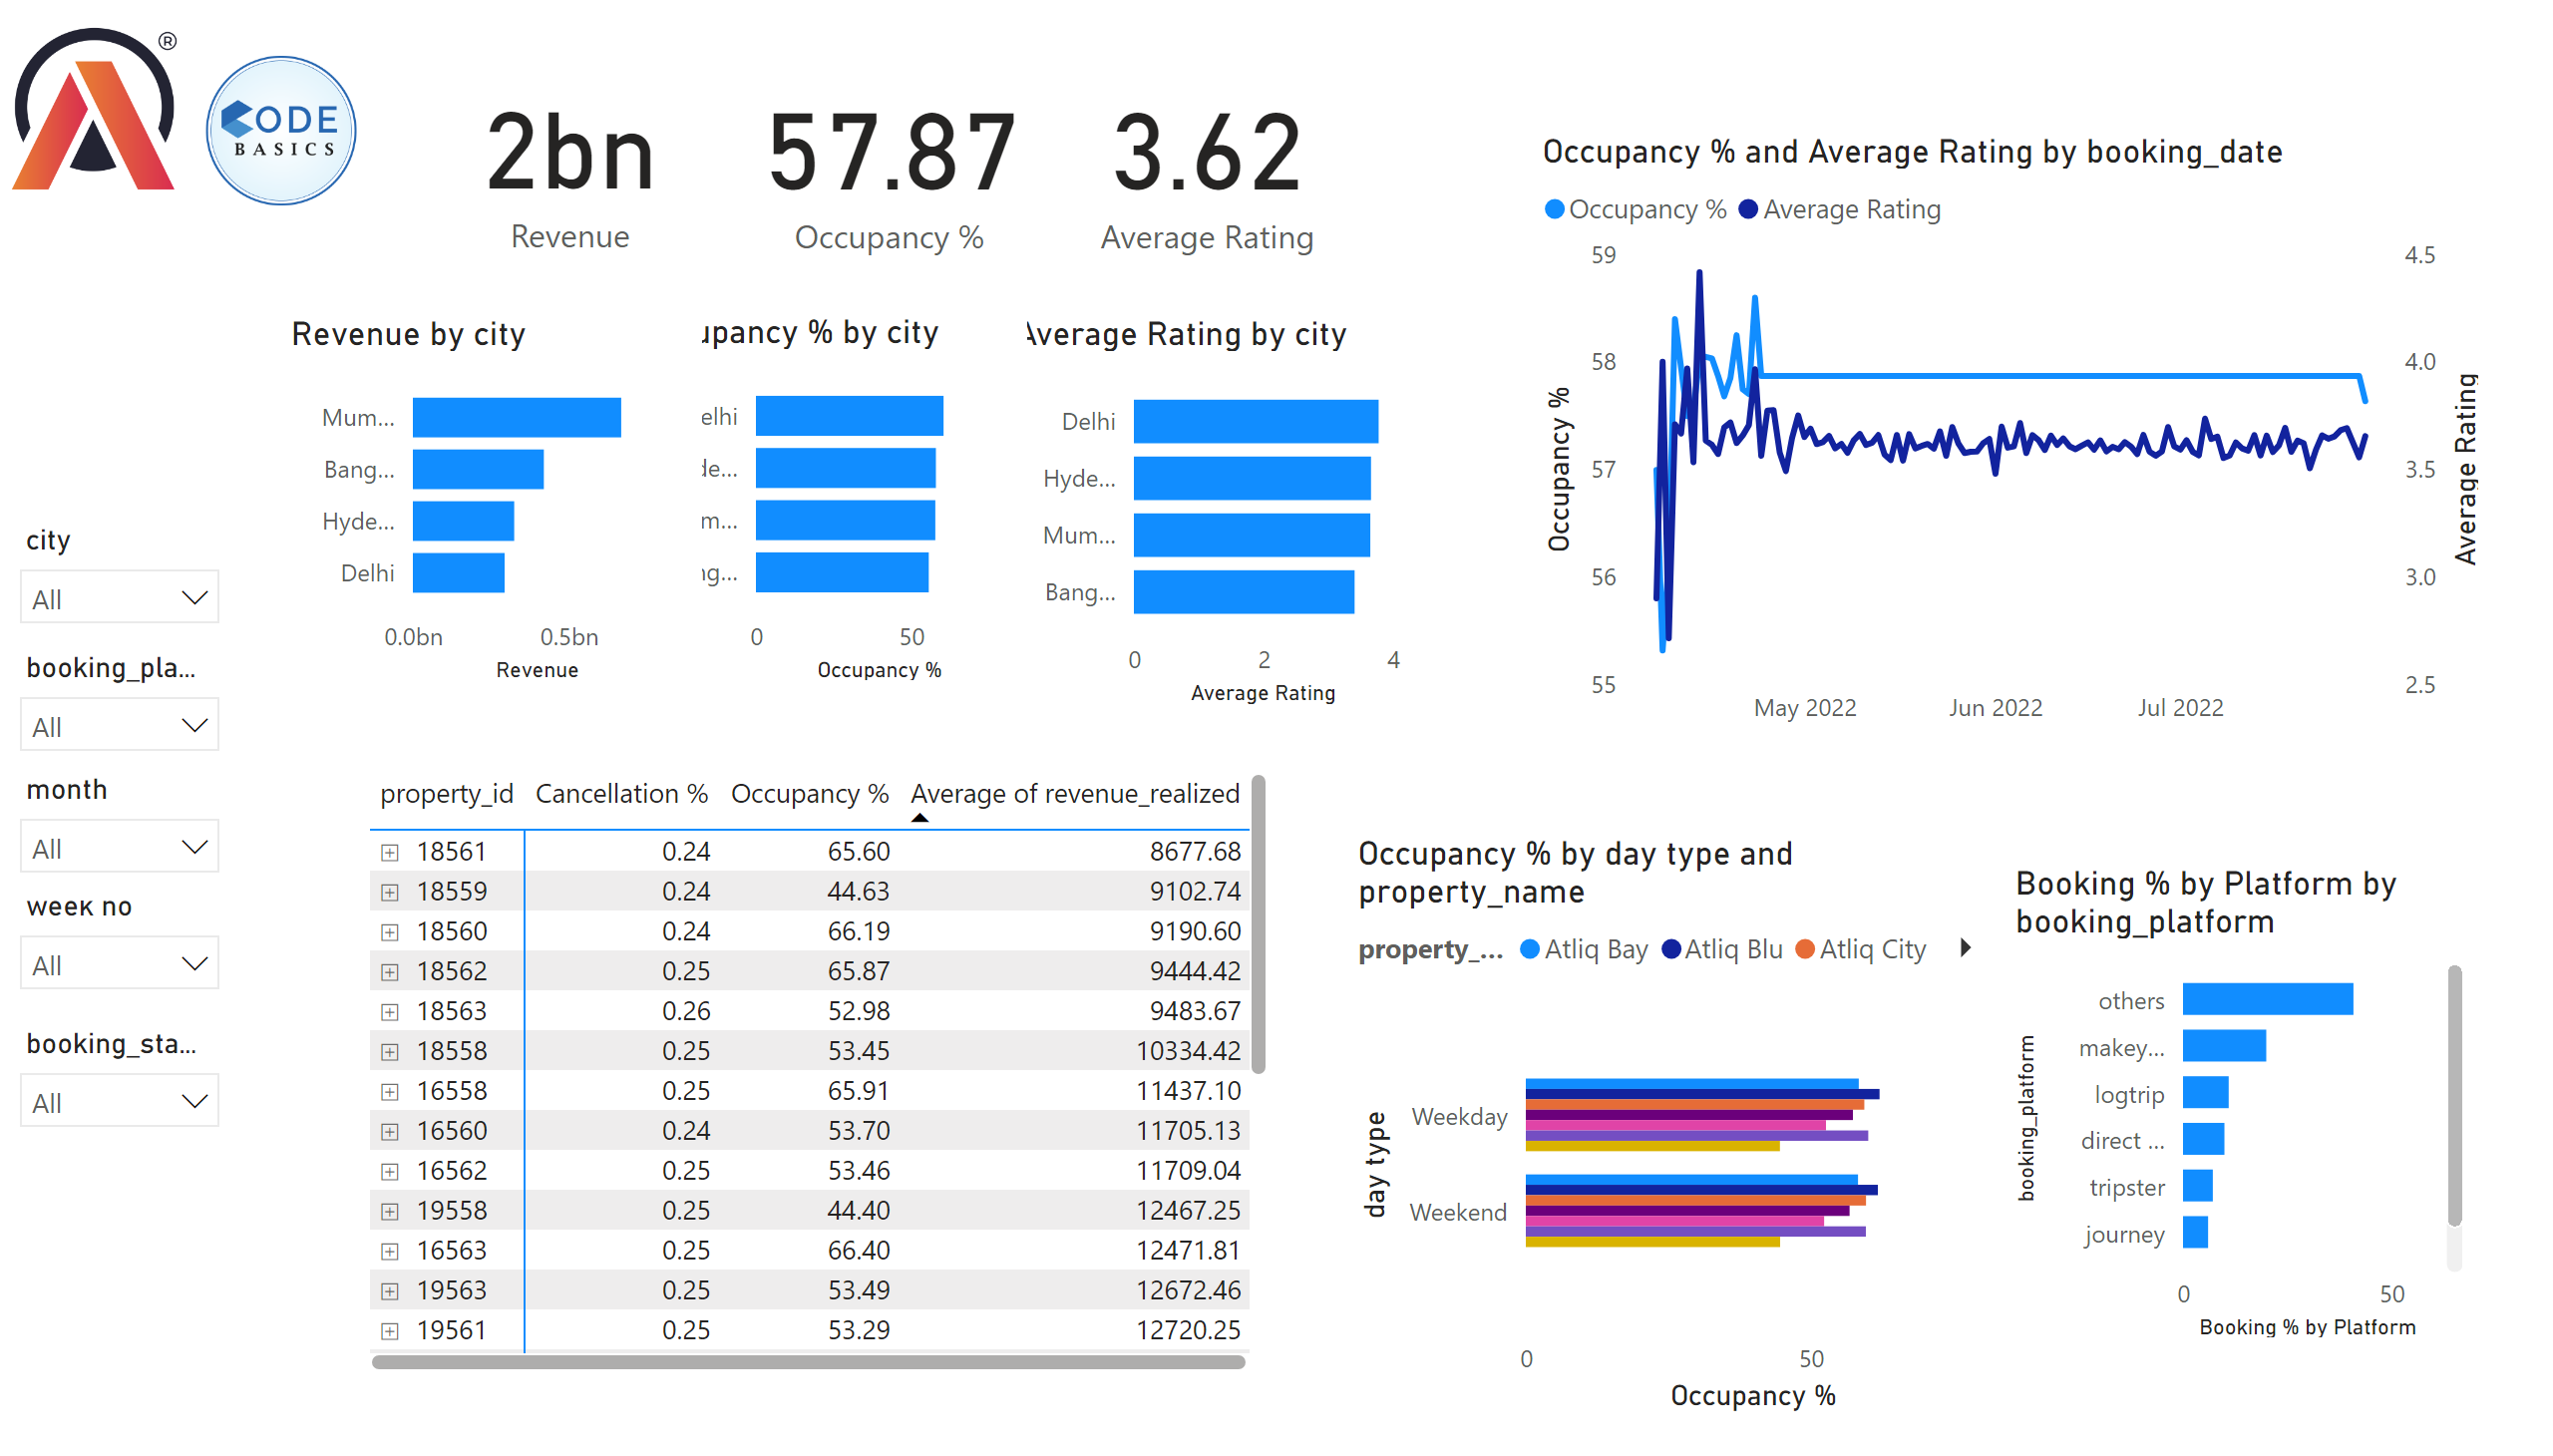 ®
CODE
BASICS
2bn
Revenue
57.87
Occupancy %
3.62
Average Rating
Revenue by city
Mum...
Bang...
Hyde...
Delhi
0.0bn 0.5bn
Revenue
upancy % by city
elhi
de...
m...
ng...
0 50
Occupancy %
Average Rating by city
Delhi
Hyde...
Mum...
Bang...
0 2 4
Average Rating
Occupancy % and Average Rating by booking_date
Occupancy % Average Rating
59 4.5
58 4.0
57 3.5
56 3.0
55 2.5
Occupancy %
Average Rating
May 2022 Jun 2022 Jul 2022
city
All
booking_pla...
All
month
All
week no
All
booking_sta...
All
property_id Cancellation % Occupancy % Average of revenue_realized
18561 0.24 65.60 8677.68
18559 0.24 44.63 9102.74
18560 0.24 66.19 9190.60
18562 0.25 65.87 9444.42
18563 0.26 52.98 9483.67
18558 0.25 53.45 10334.42
16558 0.25 65.91 11437.10
16560 0.24 53.70 11705.13
16562 0.25 53.46 11709.04
19558 0.25 44.40 12467.25
16563 0.25 66.40 12471.81
19563 0.25 53.49 12672.46
19561 0.25 53.29 12720.25
Occupancy % by day type and
property_name
property_... Atliq Bay Atliq Blu Atliq City
day type
Weekday
Weekend
0 50
Occupancy %
Booking % by Platform by
booking_platform
booking_platform
others
makey...
logtrip
direct ...
tripster
journey
0 50
Booking % by Platform